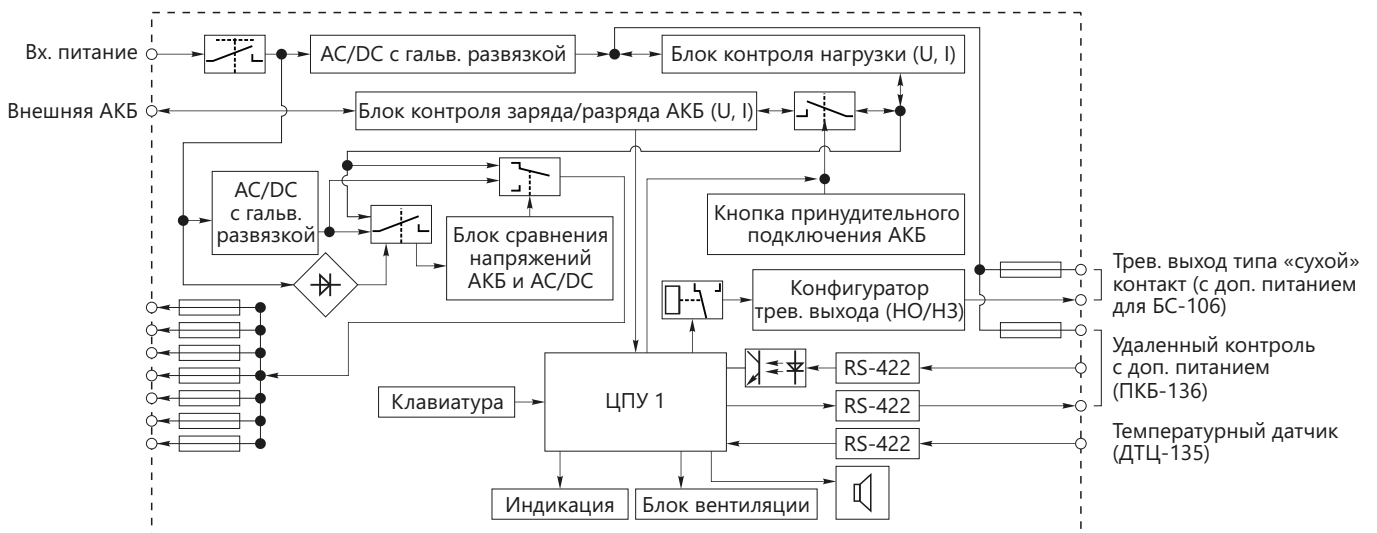 Вх. питание
AC/DC с гальв. развязкой
Блок контроля нагрузки (U, I)
Внешняя АКБ
Блок контроля заряда/разряда АКБ (U, I)
AC/DC
с гальв.
развязкой
Блок сравнения
напряжений
АКБ и AC/DC
Кнопка принудительного
подключения АКБ
Конфигуратор
трев. выхода (НО/НЗ)
Трев. выход типа «сухой»
контакт (с доп. питанием
для БС-106)
Удаленный контроль
с доп. питанием
(ПКБ-136)
Клавиатура
ЦПУ 1
RS-422
RS-422
RS-422
Температурный датчик
(ДТЦ-135)
Индикация
Блок вентиляции